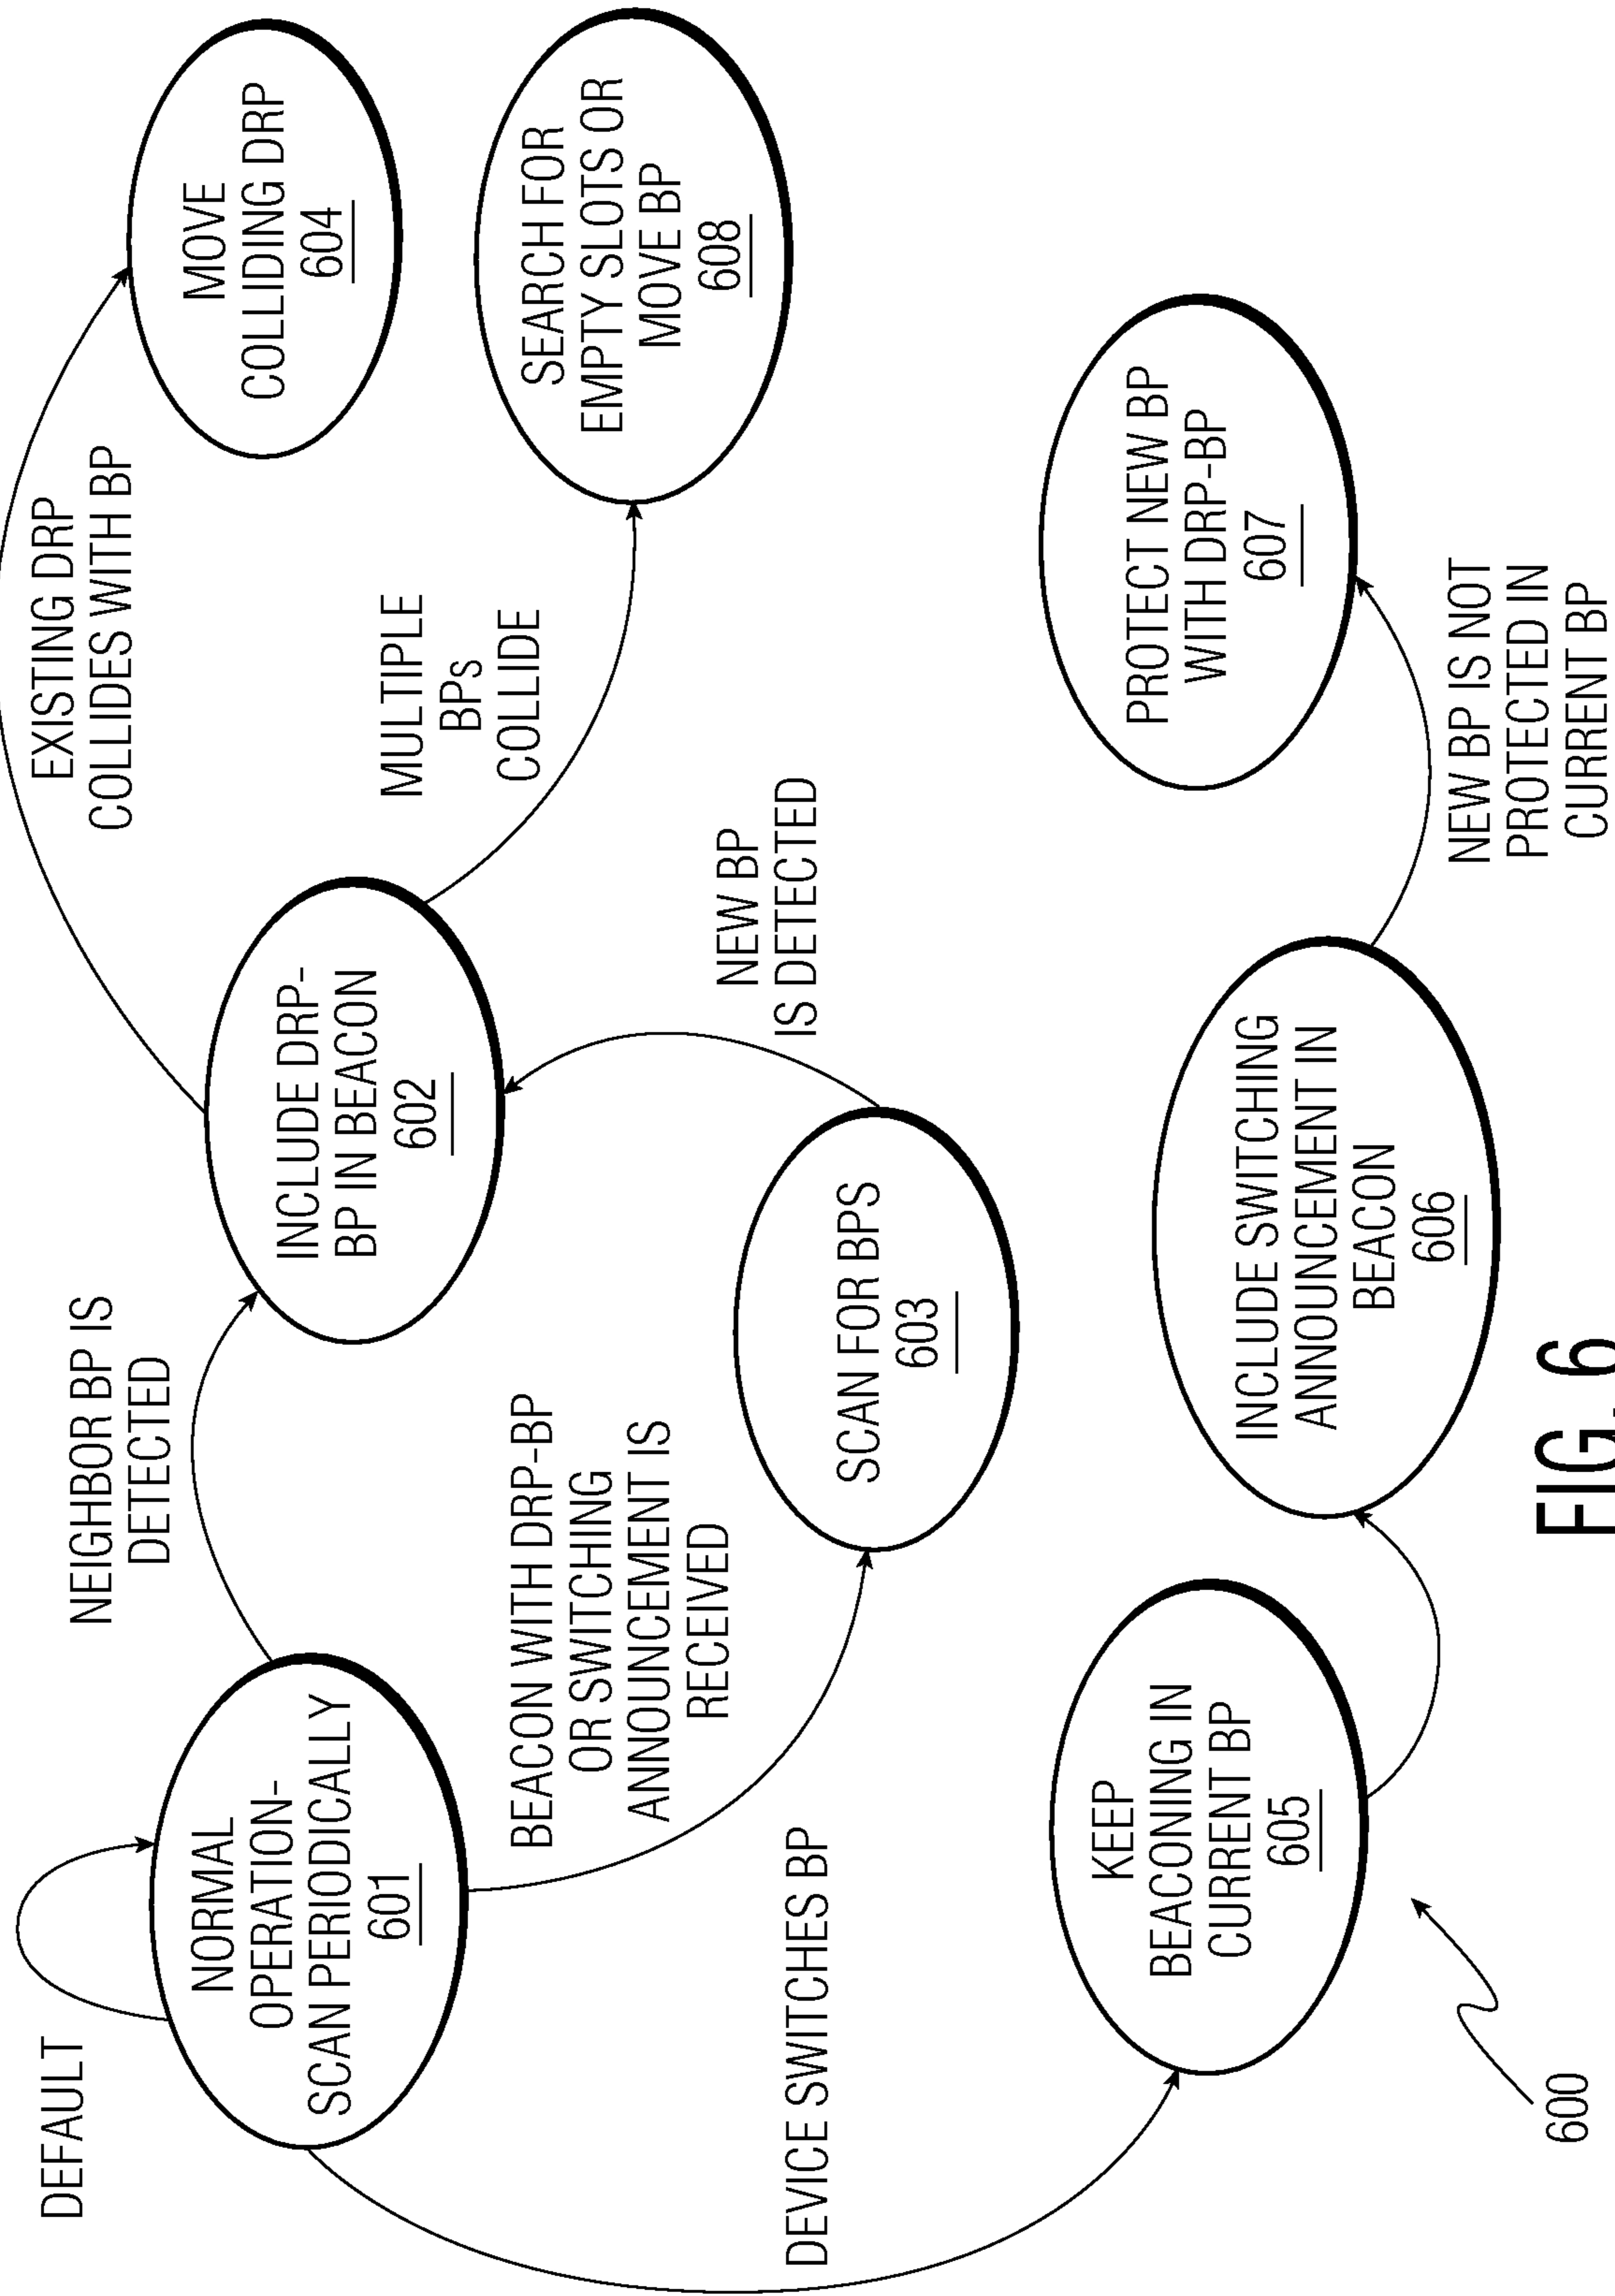 DEFAULT
NORMAL
OPERATION-
SCAN PERIODICALLY
601
NEIGHBOR BP IS
DETECTED
INCLUDE DRP-
BP IN BEACON
602
EXISTING DRP
COLLIDES WITH BP
MOVE
COLLIDING DRP
604
MULTIPLE
BPs
COLLIDE
SEARCH FOR
EMPTY SLOTS OR
MOVE BP
608
BEACON WITH DRP-BP
OR SWITCHING
ANNOUNCEMENT IS
RECEIVED
SCAN FOR BPS
603
NEW BP
IS DETECTED
DEVICE SWITCHES BP
KEEP
BEACONING IN
CURRENT BP
605
INCLUDE SWITCHING
ANNOUNCEMENT IN
BEACON
606
PROTECT NEW BP
WITH DRP-BP
607
NEW BP IS NOT
PROTECTED IN
CURRENT BP
600
FIG. 6